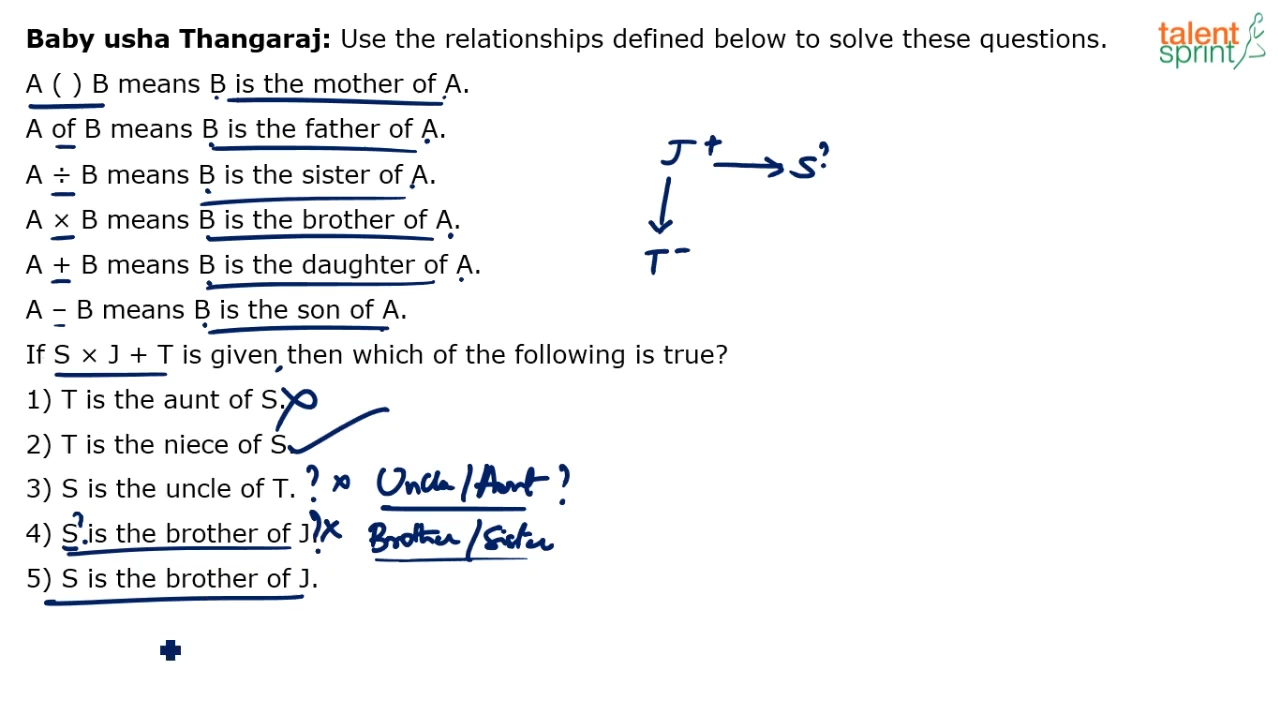 Baby usha Thangaraj: Use the relationships defined below to solve these questions.
talent
sprint
A ( ) B means B is the mother of A.
A of B means B is the father of A.
A ÷ B means B is the sister of A.
A × B means B is the brother of A.
A + B means B is the daughter of A.
A − B means B is the son of A.
J + → S?
T −
If S × J + T is given, then which of the following is true?
1) T is the aunt of S.
2) T is the niece of S.
3) S is the uncle of T. ? × Uncle / Aunt ?
4) S is the brother of J. ? × Brother / Sister
?
5) S is the brother of J.